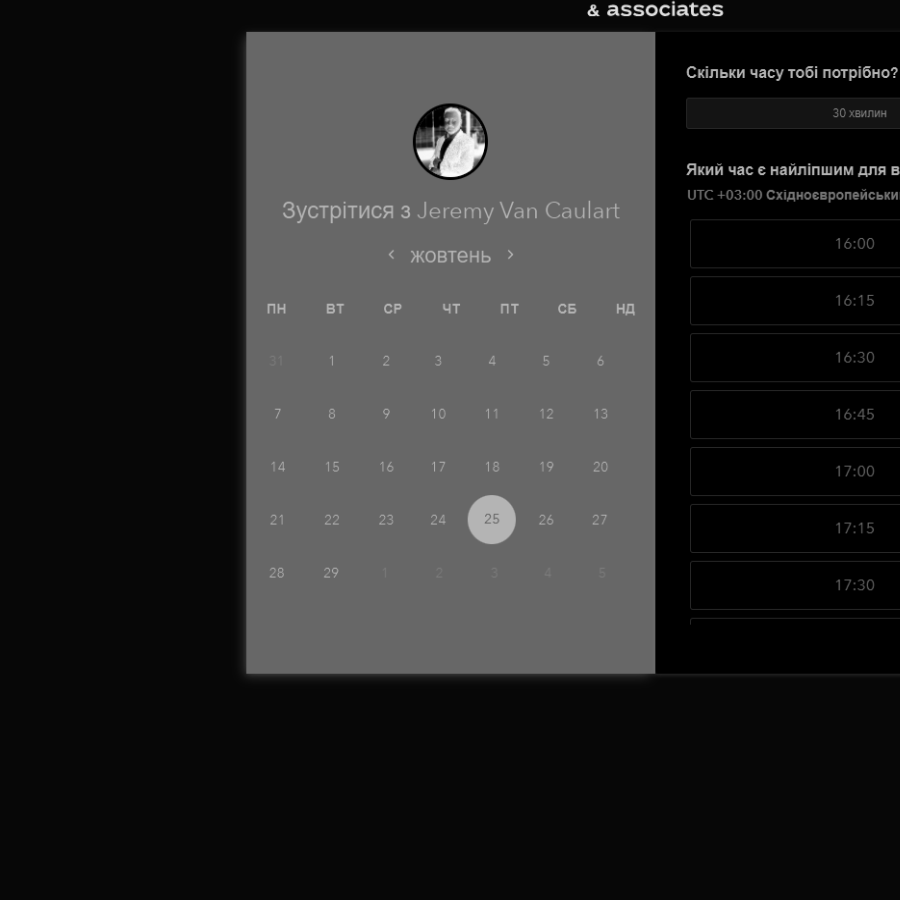 & associates
Зустрітися з Jeremy Van Caulart
‹ жовтень ›
ПН ВТ СР ЧТ ПТ СБ НД
31 1 2 3 4 5 6
7 8 9 10 11 12 13
14 15 16 17 18 19 20
21 22 23 24 25 26 27
28 29 1 2 3 4 5
Скільки часу тобі потрібно?
30 хвилин
Який час є найліпшим для в
UTC +03:00 Східноєвропейськи
16:00
16:15
16:30
16:45
17:00
17:15
17:30